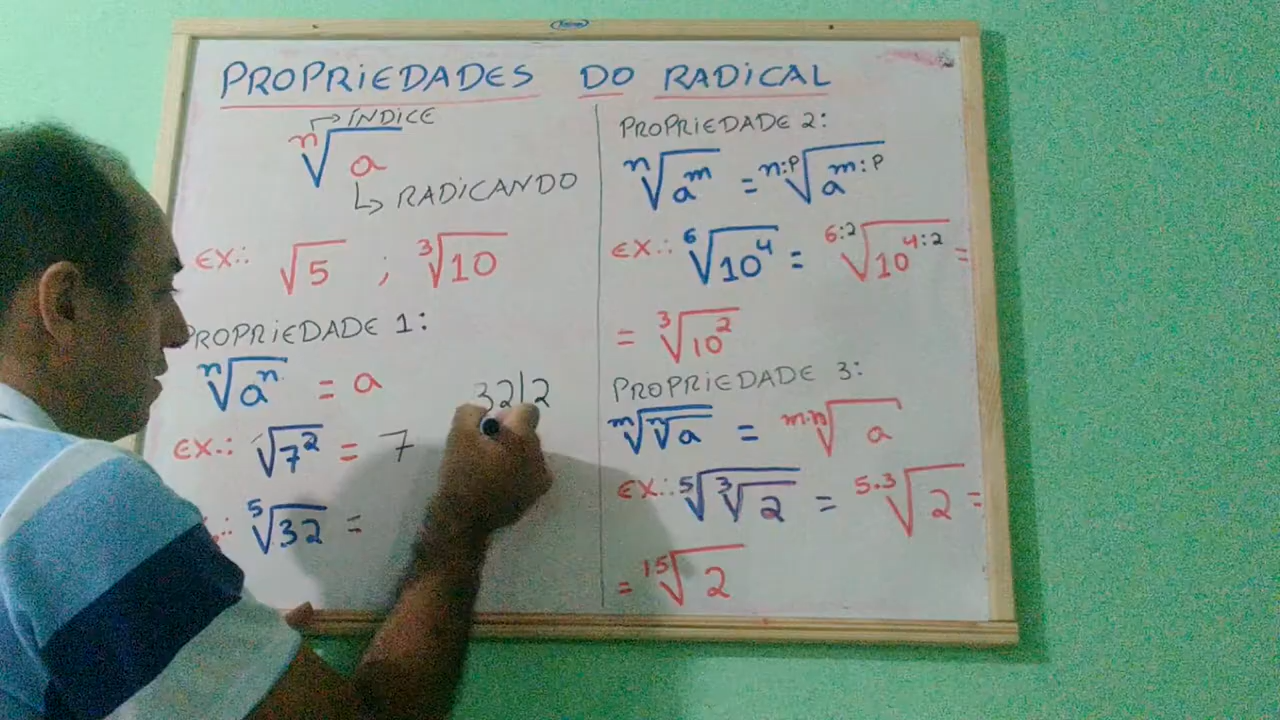 PROPRIEDADES DO RADICAL
ÍNDICE
ⁿ√a
RADICANDO
EX.: √5 ; ³√10
PROPRIEDADE 1:
ⁿ√aⁿ = a
EX.: √7² = 7
32|2
⁵√32 =
PROPRIEDADE 2:
ⁿ√aᵐ = ⁿ:ᵖ√aᵐ:ᵖ
EX.: ⁶√10⁴ = ⁶:²√10⁴:² =
= ³√10²
PROPRIEDADE 3:
ᵐ√ⁿ√a = ᵐ·ⁿ√a
EX.: ⁵√³√2 = ⁵·³√2 =
= ¹⁵√2